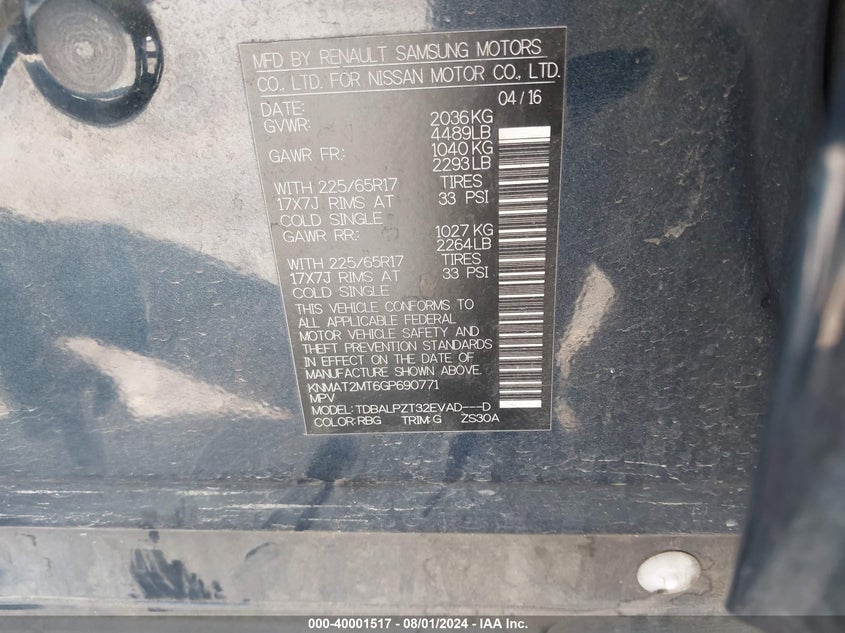 MFD BY RENAULT SAMSUNG MOTORS
CO., LTD. FOR NISSAN MOTOR CO., LTD.
DATE: 04/16
GVWR: 2036KG
4489LB
GAWR FR: 1040KG
2293LB
WITH 225/65R17 TIRES
17X7J RIMS AT 33 PSI
COLD SINGLE
GAWR RR: 1027KG
2264LB
WITH 225/65R17 TIRES
17X7J RIMS AT 33 PSI
COLD SINGLE
THIS VEHICLE CONFORMS TO
ALL APPLICABLE FEDERAL
MOTOR VEHICLE SAFETY AND
THEFT PREVENTION STANDARDS
IN EFFECT ON THE DATE OF
MANUFACTURE SHOWN ABOVE.
KNMAT2MT6GP690771
MPV
MODEL: TDBALPZT32EVAD---D
COLOR: RBG TRIM: G ZS30A
000-40001517 - 08/01/2024 - IAA Inc.